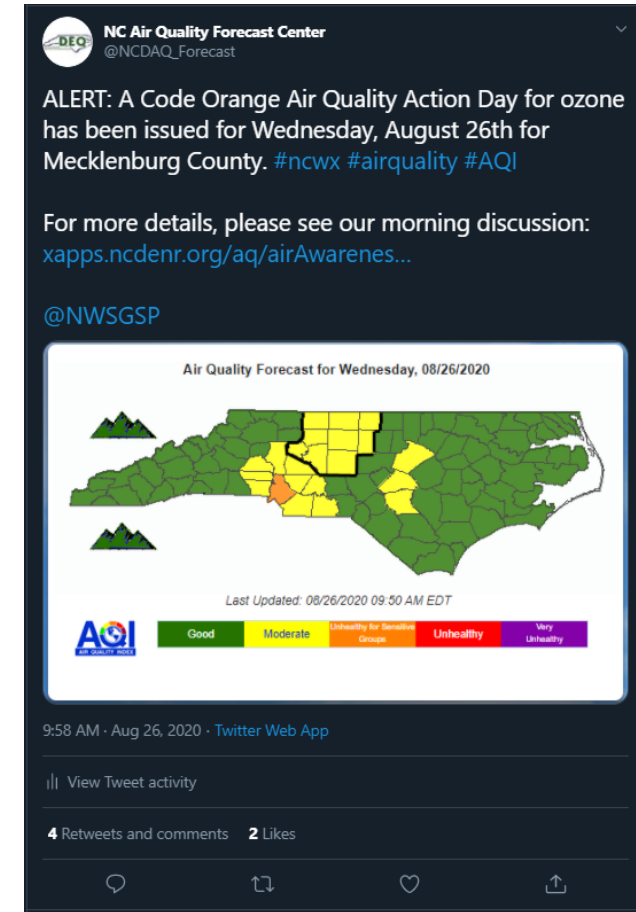 DEQ
NC Air Quality Forecast Center
@NCDAQ_Forecast
ALERT: A Code Orange Air Quality Action Day for ozone
has been issued for Wednesday, August 26th for
Mecklenburg County. #ncwx #airquality #AQI
For more details, please see our morning discussion:
xapps.ncdenr.org/aq/airAwarenes...
@NWSGSP
Air Quality Forecast for Wednesday, 08/26/2020
Last Updated: 08/26/2020 09:50 AM EDT
AQI
AIR QUALITY INDEX
Good
Moderate
Unhealthy for Sensitive
Groups
Unhealthy
Very
Unhealthy
9:58 AM · Aug 26, 2020 · Twitter Web App
View Tweet activity
4 Retweets and comments 2 Likes